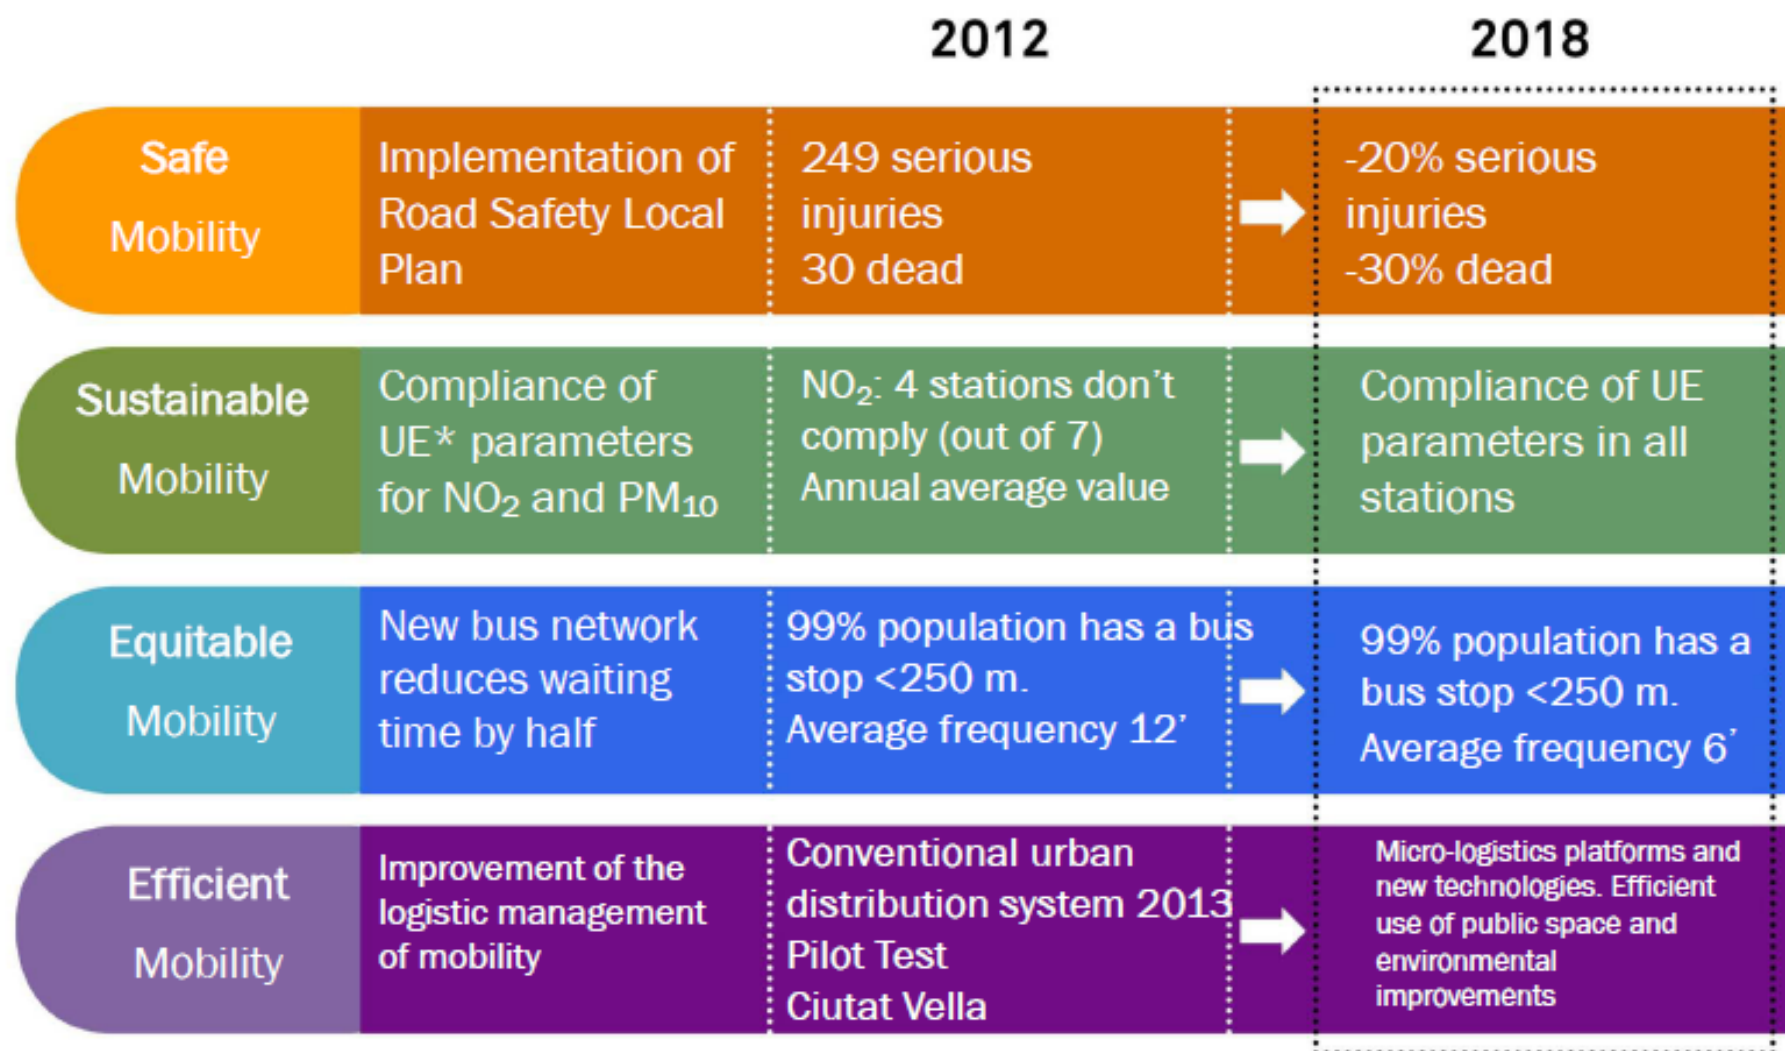 2012
2018
Safe
Mobility
Implementation of
Road Safety Local
Plan
249 serious
injuries
30 dead
-20% serious
injuries
-30% dead
Sustainable
Mobility
Compliance of
UE* parameters
for NO₂ and PM₁₀
NO₂: 4 stations don't
comply (out of 7)
Annual average value
Compliance of UE
parameters in all
stations
Equitable
Mobility
New bus network
reduces waiting
time by half
99% population has a bus
stop <250 m.
Average frequency 12'
99% population has a
bus stop <250 m.
Average frequency 6'
Efficient
Mobility
Improvement of the
logistic management
of mobility
Conventional urban
distribution system 2013
Pilot Test
Ciutat Vella
Micro-logistics platforms and
new technologies. Efficient
use of public space and
environmental
improvements